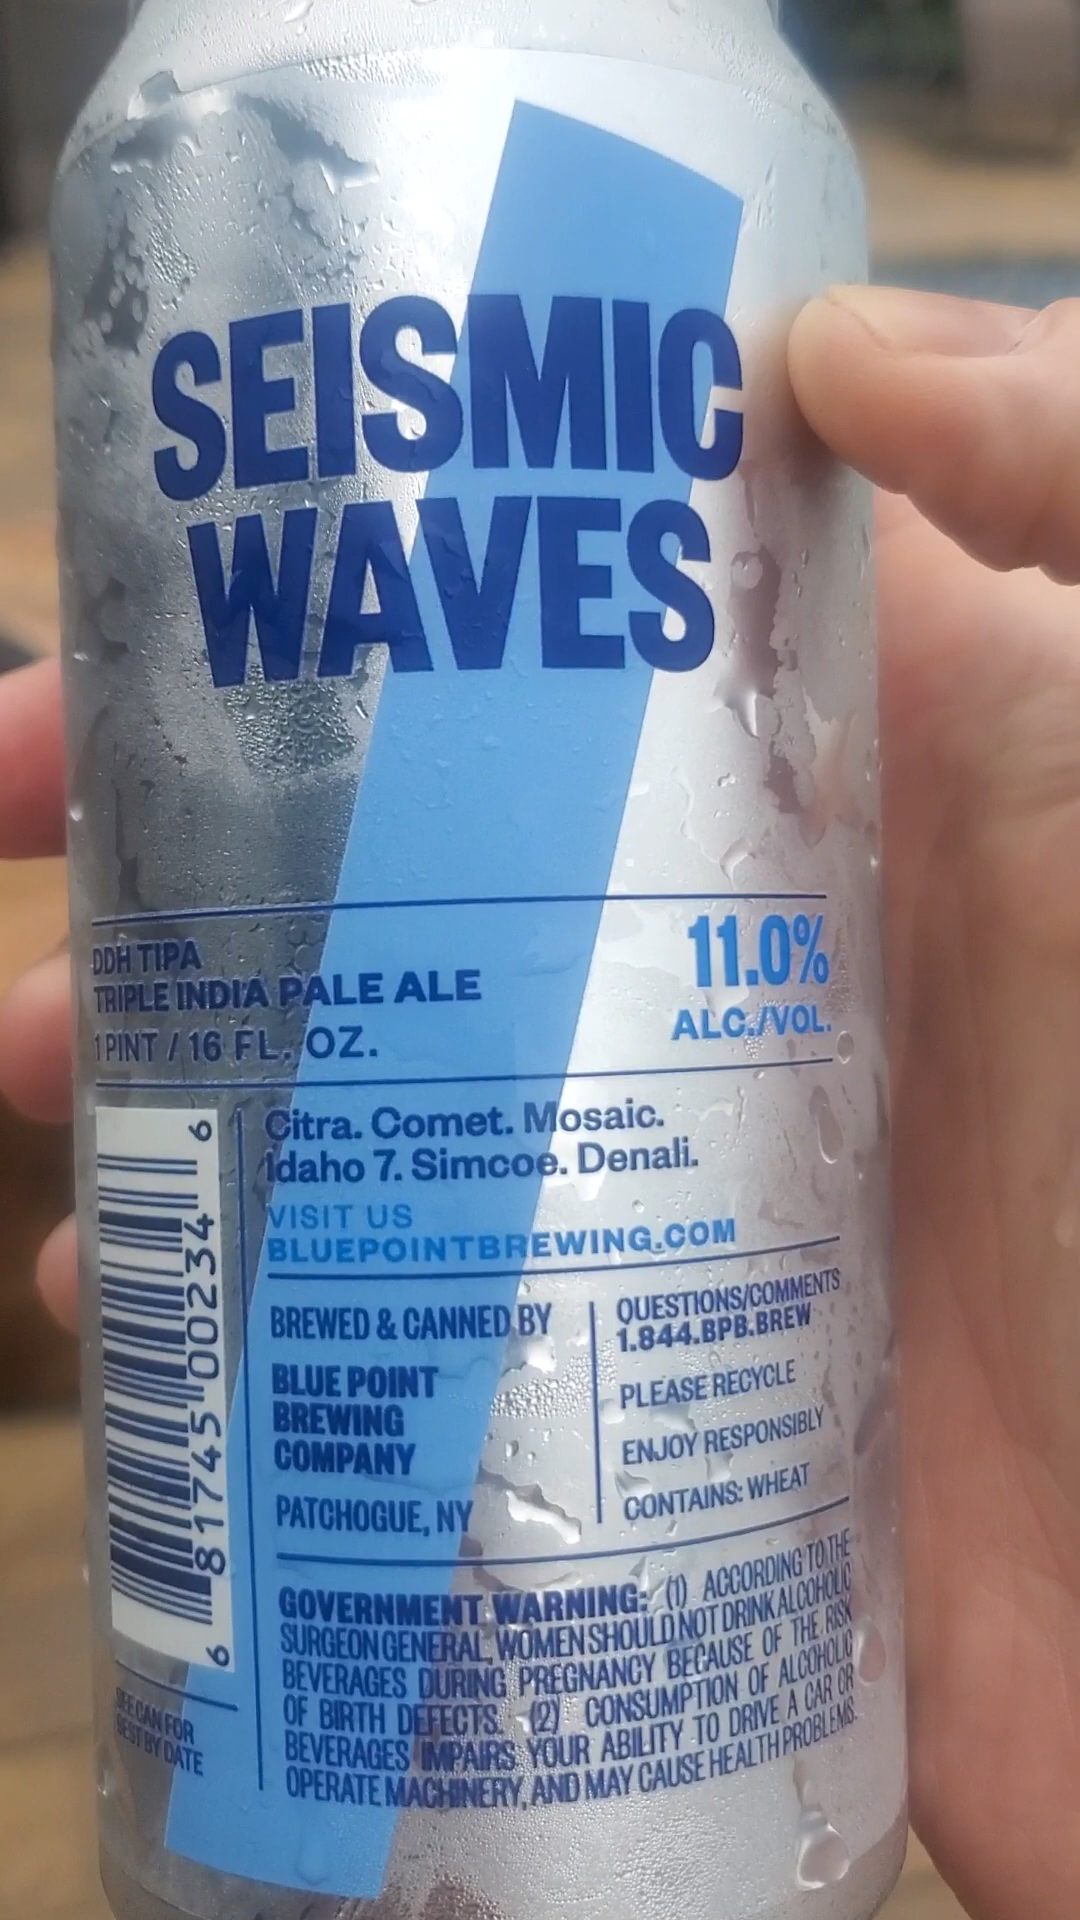 SEISMIC
WAVES
DDH TIPA
TRIPLE INDIA PALE ALE
1 PINT / 16 FL. OZ.
11.0%
ALC./VOL.
Citra. Comet. Mosaic.
Idaho 7. Simcoe. Denali.
VISIT US
BLUEPOINTBREWING.COM
BREWED & CANNED BY
BLUE POINT
BREWING
COMPANY
PATCHOGUE, NY
QUESTIONS/COMMENTS
1.844.BPB.BREW
PLEASE RECYCLE
ENJOY RESPONSIBLY
CONTAINS: WHEAT
GOVERNMENT WARNING: (1) ACCORDING TO THE
SURGEON GENERAL, WOMEN SHOULD NOT DRINK ALCOHOLIC
BEVERAGES DURING PREGNANCY BECAUSE OF THE RISK
OF BIRTH DEFECTS. (2) CONSUMPTION OF ALCOHOLIC
BEVERAGES IMPAIRS YOUR ABILITY TO DRIVE A CAR OR
OPERATE MACHINERY, AND MAY CAUSE HEALTH PROBLEMS.
6 81745 00234 6
SEE CAN FOR
BEST BY DATE